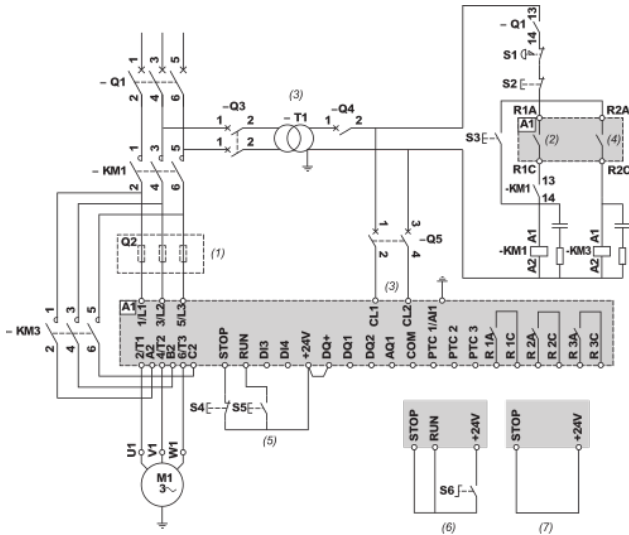 1 3 5
– Q1
2 4 6
– Q3
1 2
1 2
(3)
– T1
– Q4
1 2
– Q1
13
14
S1
S2
R1A R2A
A1
S3
(2) (4)
R1C R2C
-KM1
13
14
A1 A1
-KM1 -KM3
A2 A2
– KM1
1 3 5
2 4 6
Q2
(1)
1 3
–Q5
2 4
(3)
– KM3
1 3 5
2 4 6
A1
1/L1 3/L2 5/L3
CL1 CL2 PTC 1/AI1
2/T1 A2 4/T2 B2 6/T3 C2
STOP RUN DI3 DI4 +24V DQ+ DQ1 DQ2 AQ1 COM PTC 1/AI1 PTC 2 PTC 3 R 1A R 1C R 2A R 2C R 3A R 3C
S4 S5
(5)
U1 V1 W1
M1
3
STOP RUN +24V
S6
(6)
STOP +24V
(7)